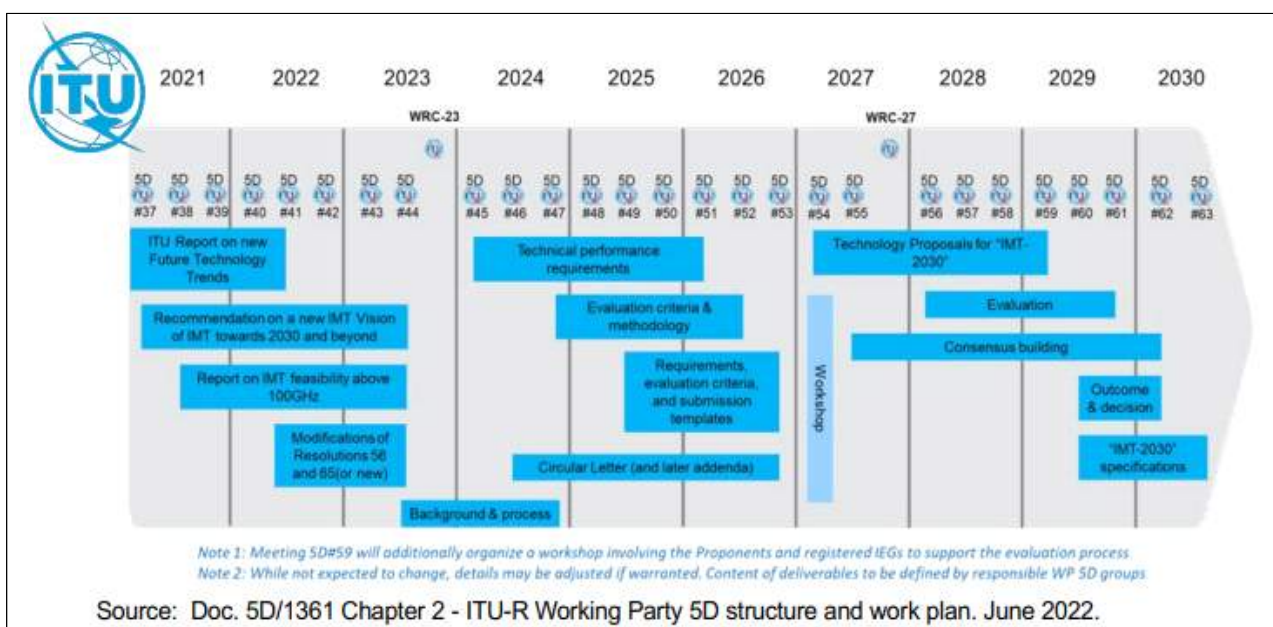 ITU
2021 2022 2023 2024 2025 2026 2027 2028 2029 2030
WRC-23 WRC-27
5D 5D 5D 5D 5D 5D 5D 5D 5D 5D 5D 5D 5D 5D 5D 5D 5D 5D 5D 5D 5D 5D 5D 5D 5D 5D 5D
#37 #38 #39 #40 #41 #42 #43 #44 #45 #46 #47 #48 #49 #50 #51 #52 #53 #54 #55 #56 #57 #58 #59 #60 #61 #62 #63
ITU Report on new
Future Technology
Trends
Recommendation on a new IMT Vision
of IMT towards 2030 and beyond
Report on IMT feasibility above
100GHz
Modifications of
Resolutions 56
and 65(or new)
Background & process
Technical performance
requirements
Evaluation criteria &
methodology
Requirements,
evaluation criteria,
and submission
templates
Circular Letter (and later addenda)
Workshop
Technology Proposals for "IMT-
2030"
Evaluation
Consensus building
Outcome
& decision
"IMT-2030"
specifications
Note 1: Meeting 5D#59 will additionally organize a workshop involving the Proponents and registered IEGs to support the evaluation process
Note 2: While not expected to change, details may be adjusted if warranted. Content of deliverables to be defined by responsible WP 5D groups
Source: Doc. 5D/1361 Chapter 2 - ITU-R Working Party 5D structure and work plan. June 2022.